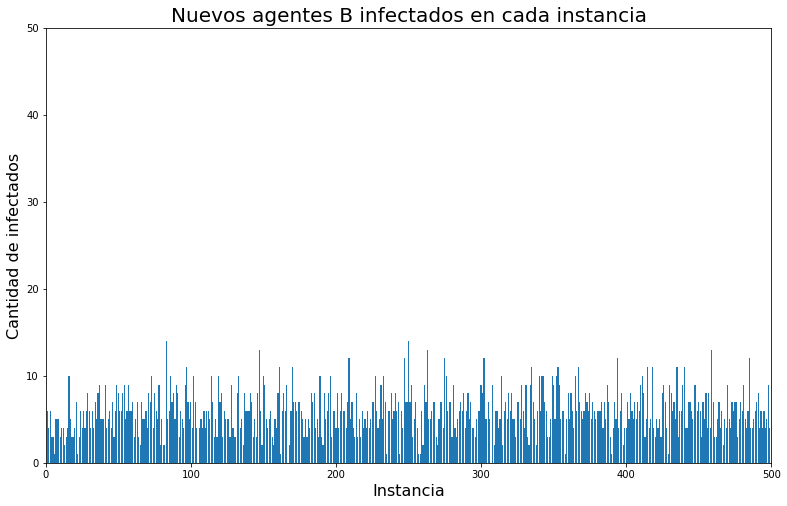 Nuevos agentes B infectados en cada instancia
50
40
30
20
10
0
Cantidad de infectados
0 100 200 300 400 500
Instancia